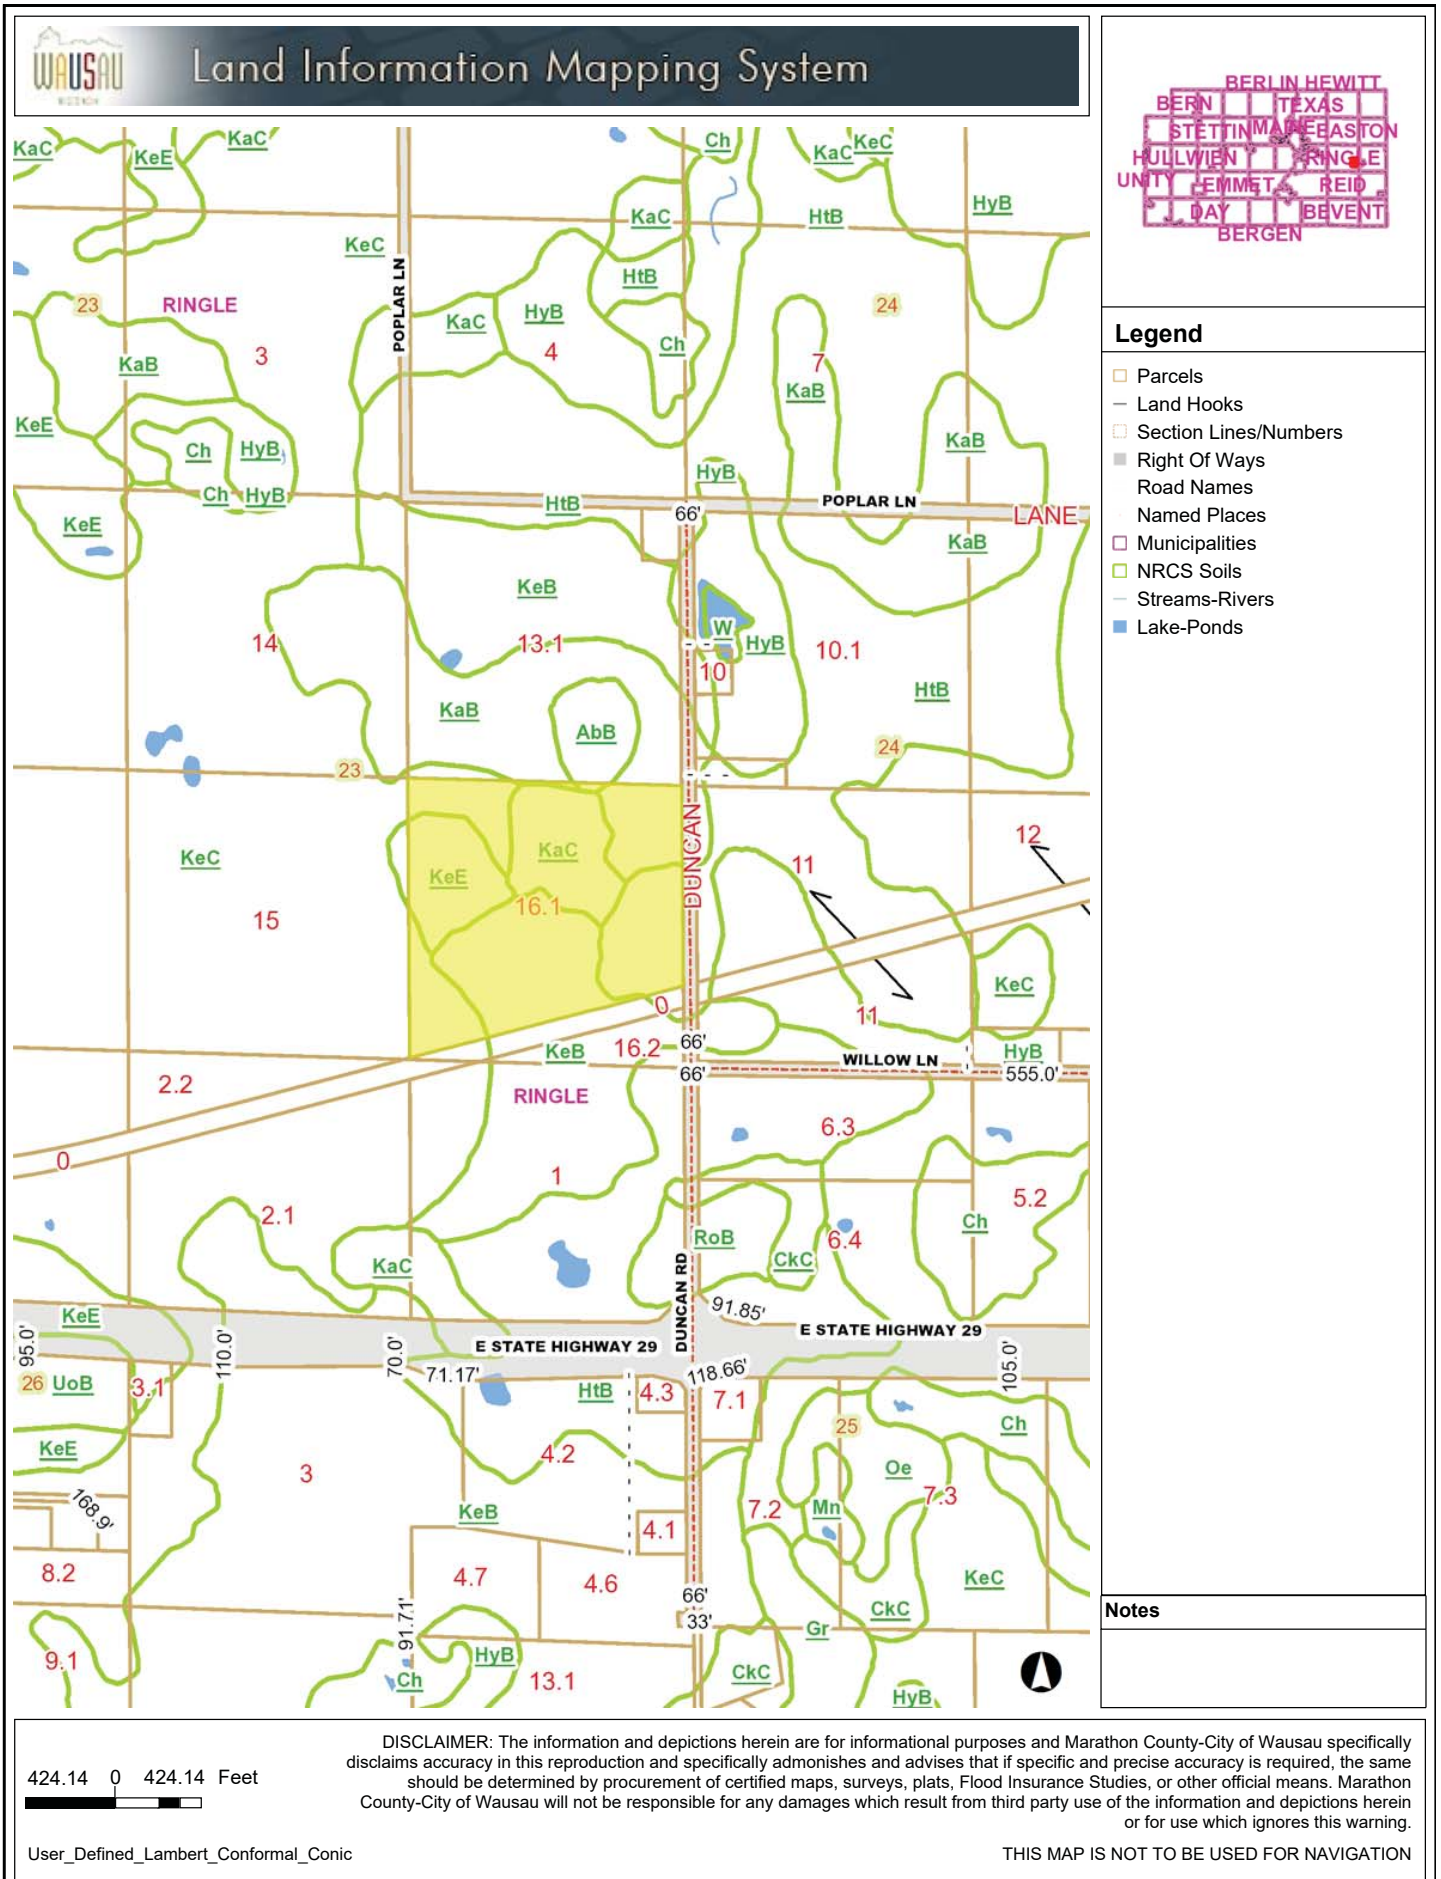 WAUSAU
Land Information Mapping System
BERLIN HEWITT
BERN TEXAS
STETTIN MAINE EASTON
HULL WIEN RINGLE
UNITY EMMET REID
DAY BEVENT
BERGEN
Legend
Parcels
Land Hooks
Section Lines/Numbers
Right Of Ways
Road Names
Named Places
Municipalities
NRCS Soils
Streams-Rivers
Lake-Ponds
KaC KeE KaC Ch KaC KeC
KaC HtB HyB
KeC
POPLAR LN
HtB
23 RINGLE 24
KaC HyB
3 4 Ch 7
KaB KaB
KeE Ch HyB KaB
HyB
Ch HyB HtB POPLAR LN
66' LANE
KeE KaB
KeB
W
14 13.1 HyB 10.1
10
KaB HtB
AbB
23 24
DUNCAN
KaC 12
KeC KeE 11
16.1
15
KeC
0 11
KeB 16.2 66' WILLOW LN HyB
66' 555.0'
2.2 RINGLE
6.3
0
1 5.2
2.1 Ch
RoB 6.4
KaC CkC
DUNCAN RD
KeE 91.85'
E STATE HIGHWAY 29 E STATE HIGHWAY 29
95.0' 110.0' 70.0' 105.0'
71.17' 118.66'
26 UoB 3.1 HtB 4.3 7.1
25 Ch
KeE 4.2
3 Oe
168.9' 7.2 Mn 7.3
KeB 4.1
8.2 4.7 4.6 KeC
66'
91.71' 33' CkC
Gr
9.1 HyB
Ch 13.1 CkC
HyB
Notes
DISCLAIMER: The information and depictions herein are for informational purposes and Marathon County-City of Wausau specifically
disclaims accuracy in this reproduction and specifically admonishes and advises that if specific and precise accuracy is required, the same
should be determined by procurement of certified maps, surveys, plats, Flood Insurance Studies, or other official means. Marathon
County-City of Wausau will not be responsible for any damages which result from third party use of the information and depictions herein
or for use which ignores this warning.
424.14 0 424.14 Feet
User_Defined_Lambert_Conformal_Conic
THIS MAP IS NOT TO BE USED FOR NAVIGATION